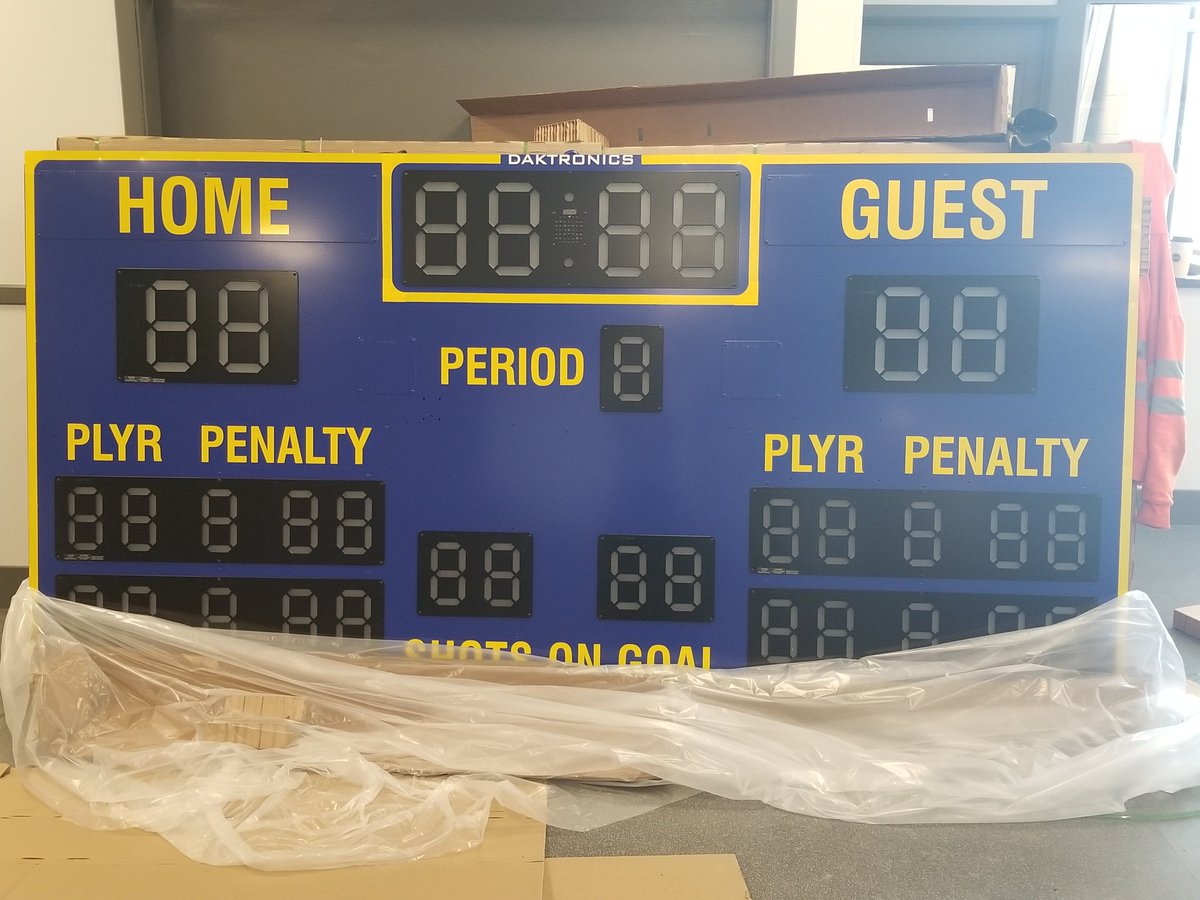 DAKTRONICS
HOME
GUEST
PERIOD
PLYR PENALTY
PLYR PENALTY
SHOTS ON GOAL